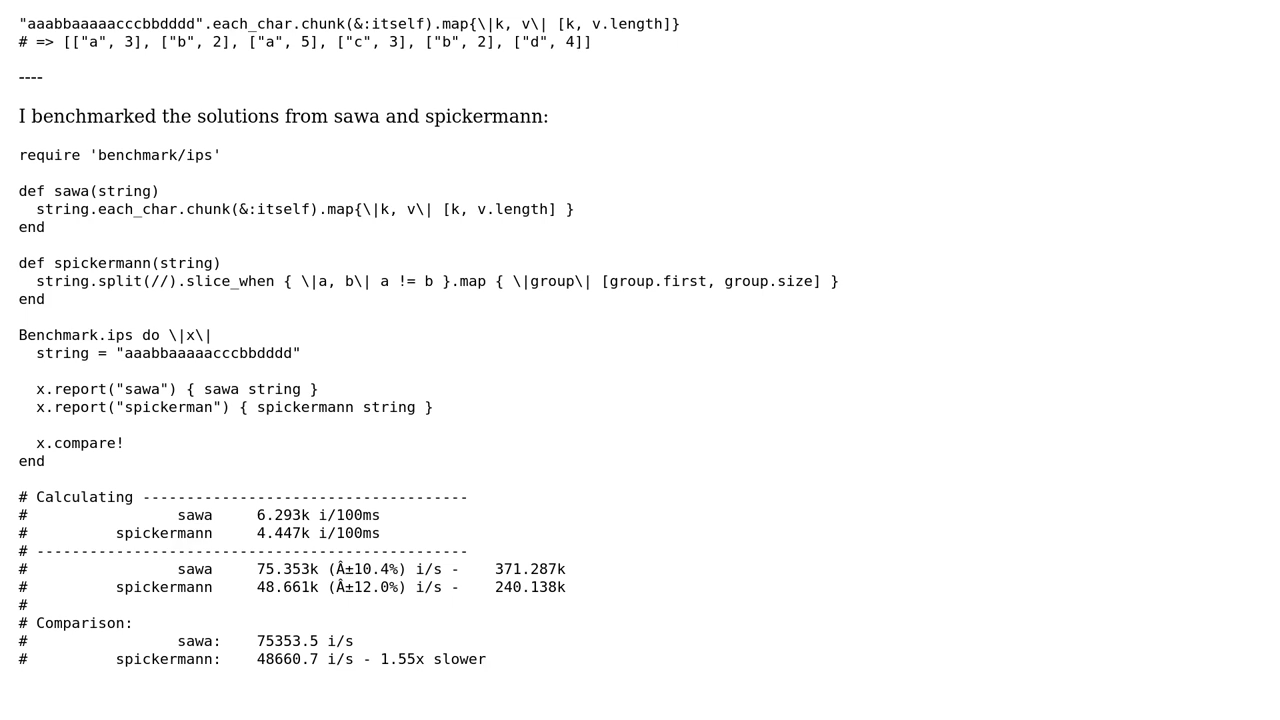 "aaabbaaaaacccbbdddd".each_char.chunk(&:itself).map{\|k, v\| [k, v.length]}
# => [["a", 3], ["b", 2], ["a", 5], ["c", 3], ["b", 2], ["d", 4]]
----
I benchmarked the solutions from sawa and spickermann:
require 'benchmark/ips'
def sawa(string)
  string.each_char.chunk(&:itself).map{\|k, v\| [k, v.length] }
end
def spickermann(string)
  string.split(//).slice_when { \|a, b\| a != b }.map { \|group\| [group.first, group.size] }
end
Benchmark.ips do \|x\|
  string = "aaabbaaaaacccbbdddd"
  x.report("sawa") { sawa string }
  x.report("spickerman") { spickermann string }
  x.compare!
end
# Calculating -------------------------------------
#                 sawa     6.293k i/100ms
#          spickermann     4.447k i/100ms
# -------------------------------------------------
#                 sawa     75.353k (Â±10.4%) i/s -    371.287k
#          spickermann     48.661k (Â±12.0%) i/s -    240.138k
#
# Comparison:
#                 sawa:    75353.5 i/s
#          spickermann:    48660.7 i/s - 1.55x slower